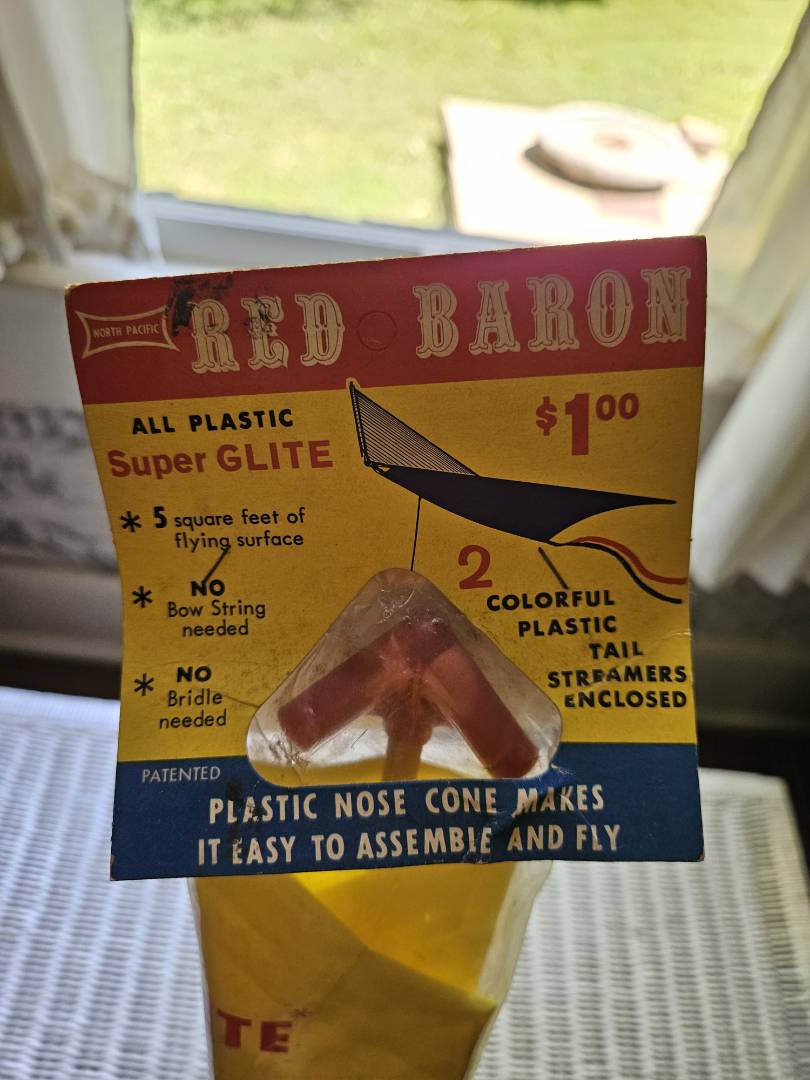 NORTH PACIFIC
RED BARON
ALL PLASTIC
Super GLITE
$1.00
* 5 square feet of
flying surface
* NO
Bow String
needed
* NO
Bridle
needed
2
COLORFUL
PLASTIC
TAIL
STREAMERS
ENCLOSED
PATENTED
PLASTIC NOSE CONE MAKES
IT EASY TO ASSEMBLE AND FLY
TE